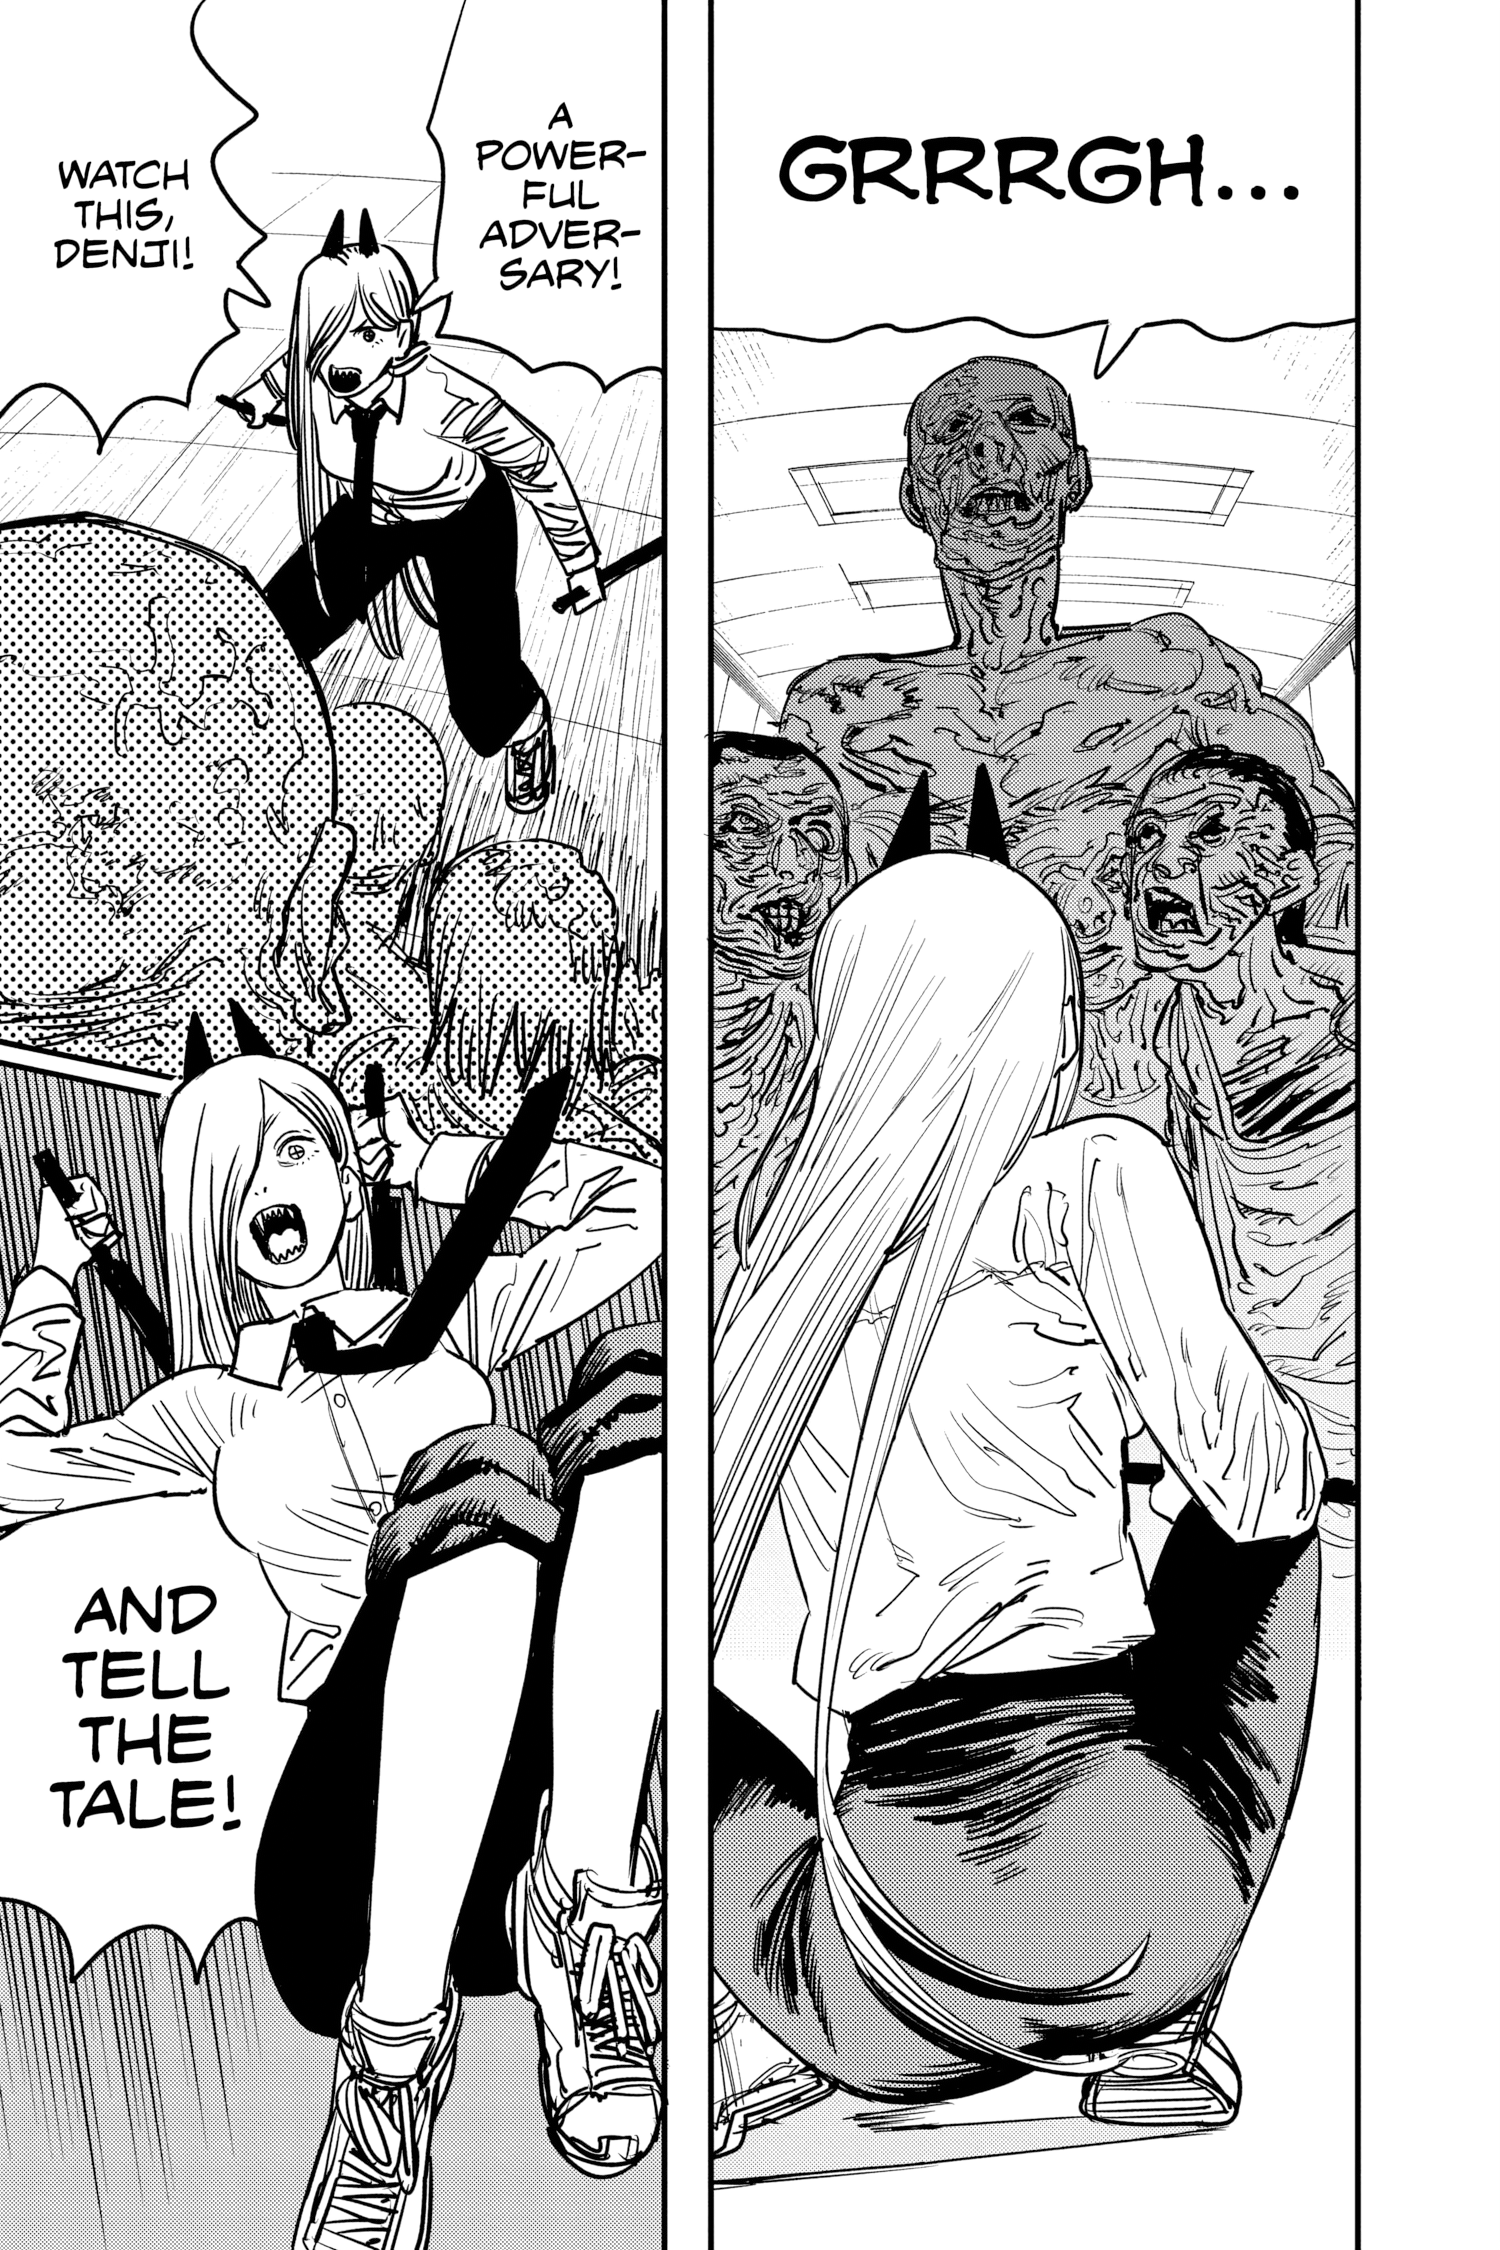 GRRRGH...
A
POWER-
FUL
ADVER-
SARY!
WATCH
THIS,
DENJI!
AND
TELL
THE
TALE!